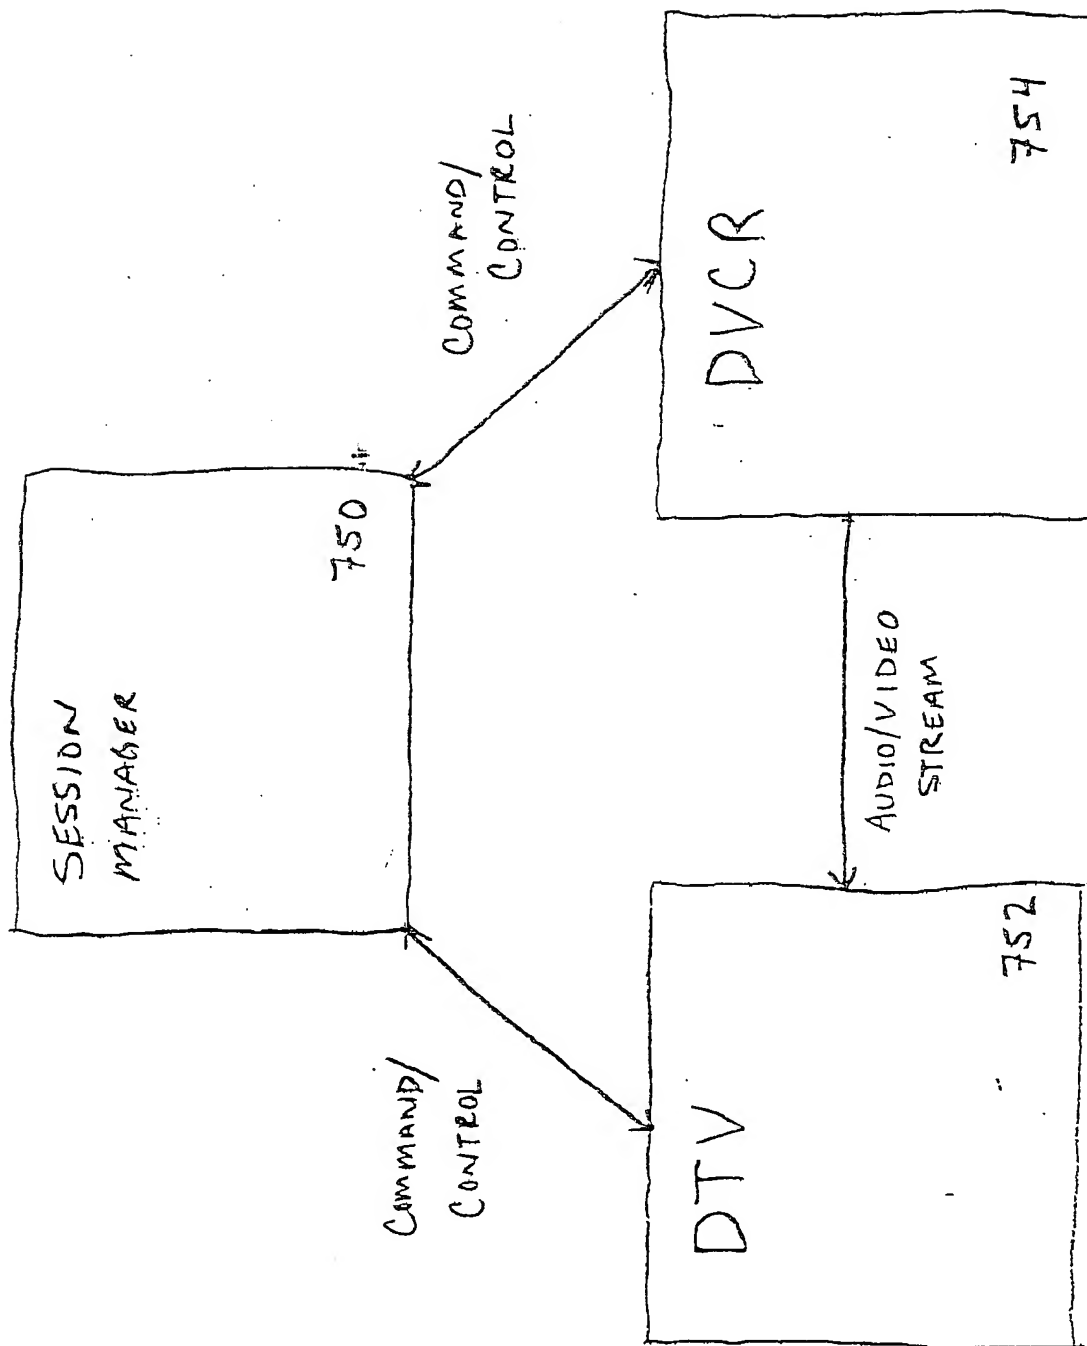 SESSION
MANAGER
750
COMMAND/
CONTROL
COMMAND/
CONTROL
DTV
752
AUDIO/VIDEO
STREAM
DVCR
754